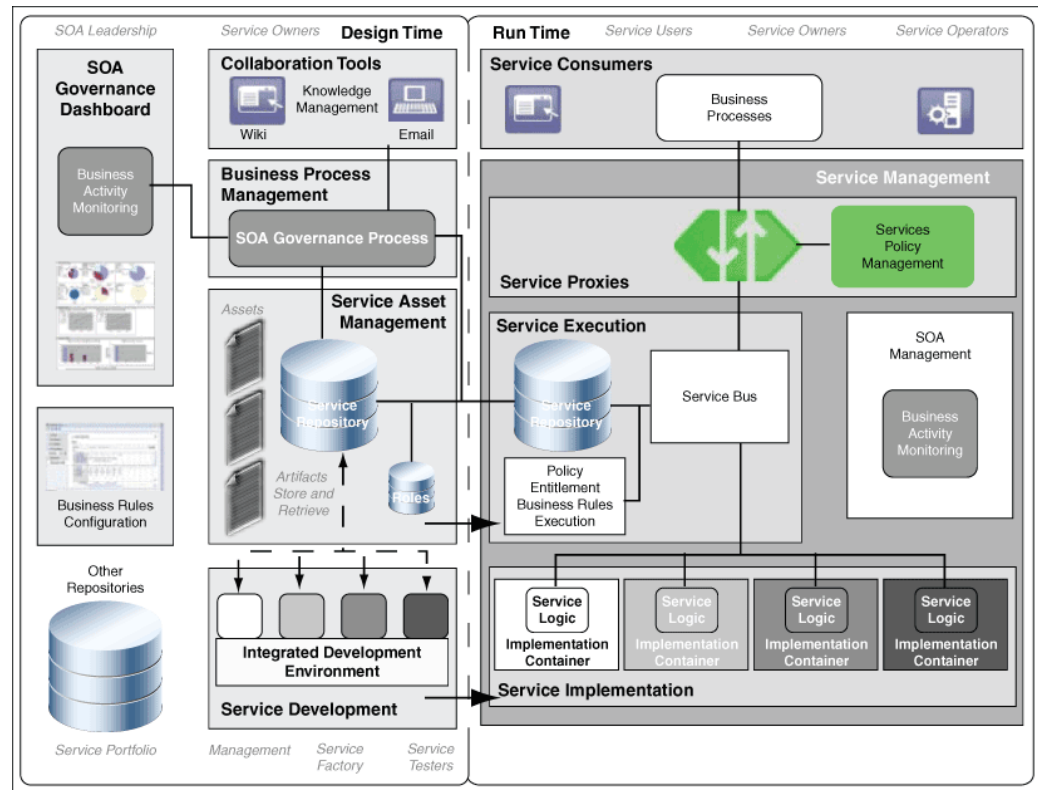 SOA Leadership
Service Owners
Design Time
SOA
Governance
Dashboard
Business
Activity
Monitoring
Business Rules
Configuration
Other
Repositories
Service Portfolio
Collaboration Tools
Knowledge
Management
Wiki
Email
Business Process
Management
SOA Governance Process
Service Asset
Management
Assets
Service
Repository
Artifacts
Store and
Retrieve
Roles
Integrated Development
Environment
Service Development
Management
Service
Factory
Service
Testers
Run Time
Service Users
Service Owners
Service Operators
Service Consumers
Business
Processes
Service Management
Services
Policy
Management
Service Proxies
Service Execution
Service
Repository
Service Bus
Policy
Entitlement
Business Rules
Execution
SOA
Management
Business
Activity
Monitoring
Service
Logic
Implementation
Container
Service
Logic
Implementation
Container
Service
Logic
Implementation
Container
Service
Logic
Implementation
Container
Service Implementation